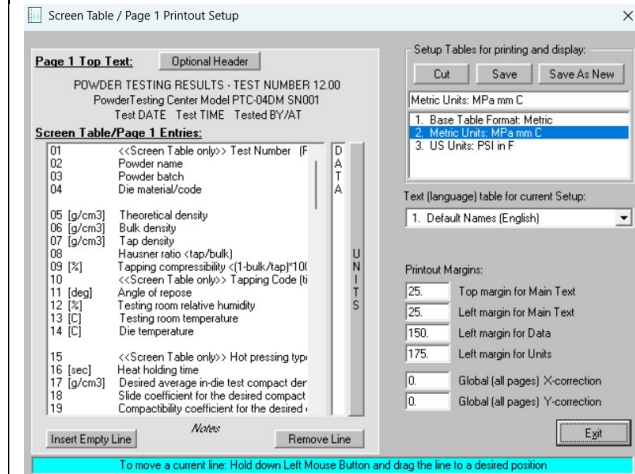 Screen Table / Page 1 Printout Setup
Page 1 Top Text:
Optional Header
POWDER TESTING RESULTS - TEST NUMBER 12.00
PowderTesting Center Model PTC-04DM SN001
Test DATE Test TIME Tested BY/AT
Screen Table/Page 1 Entries:
01 <<Screen Table only>> Test Number (F
02 Powder name
03 Powder batch
04 Die material/code
05 [g/cm3] Theoretical density
06 [g/cm3] Bulk density
07 [g/cm3] Tap density
08 Hausner ratio <tap/bulk)
09 [%] Tapping compressibility <(1-bulk/tap)*100
10 <<Screen Table only>> Tapping Code (ti
11 [deg] Angle of repose
12 [%] Testing room relative humidity
13 [C] Testing room temperature
14 [C] Die temperature
15 <<Screen Table only>> Hot pressing type
16 [sec] Heat holding time
17 [g/cm3] Desired average in-die test compact den
18 Slide coefficient for the desired compact
19 Compactibility coefficient for the desired
DATA
UNITS
Insert Empty Line
Notes
Remove Line
Setup Tables for printing and display:
Cut
Save
Save As New
Metric Units: MPa mm C
1. Base Table Format: Metric
2. Metric Units: MPa mm C
3. US Units: PSI in F
Text (language) table for current Setup:
1. Default Names (English)
Printout Margins:
25. Top margin for Main Text
25. Left margin for Main Text
150. Left margin for Data
175. Left margin for Units
0. Global (all pages) X-correction
0. Global (all pages) Y-correction
Exit
To move a current line: Hold down Left Mouse Button and drag the line to a desired position